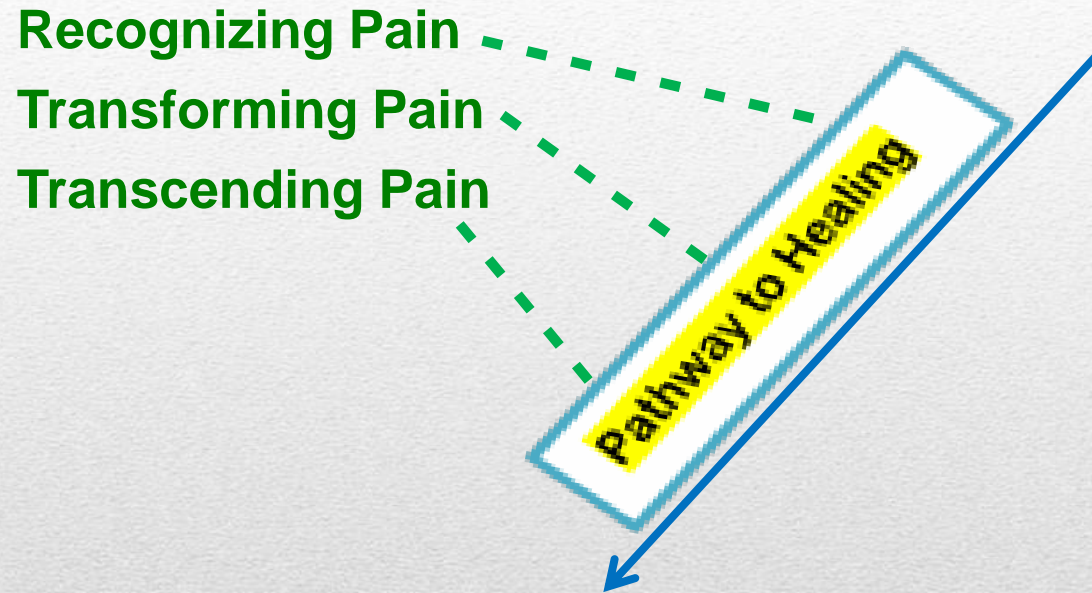 Recognizing Pain
Transforming Pain
Transcending Pain
Pathway to Healing